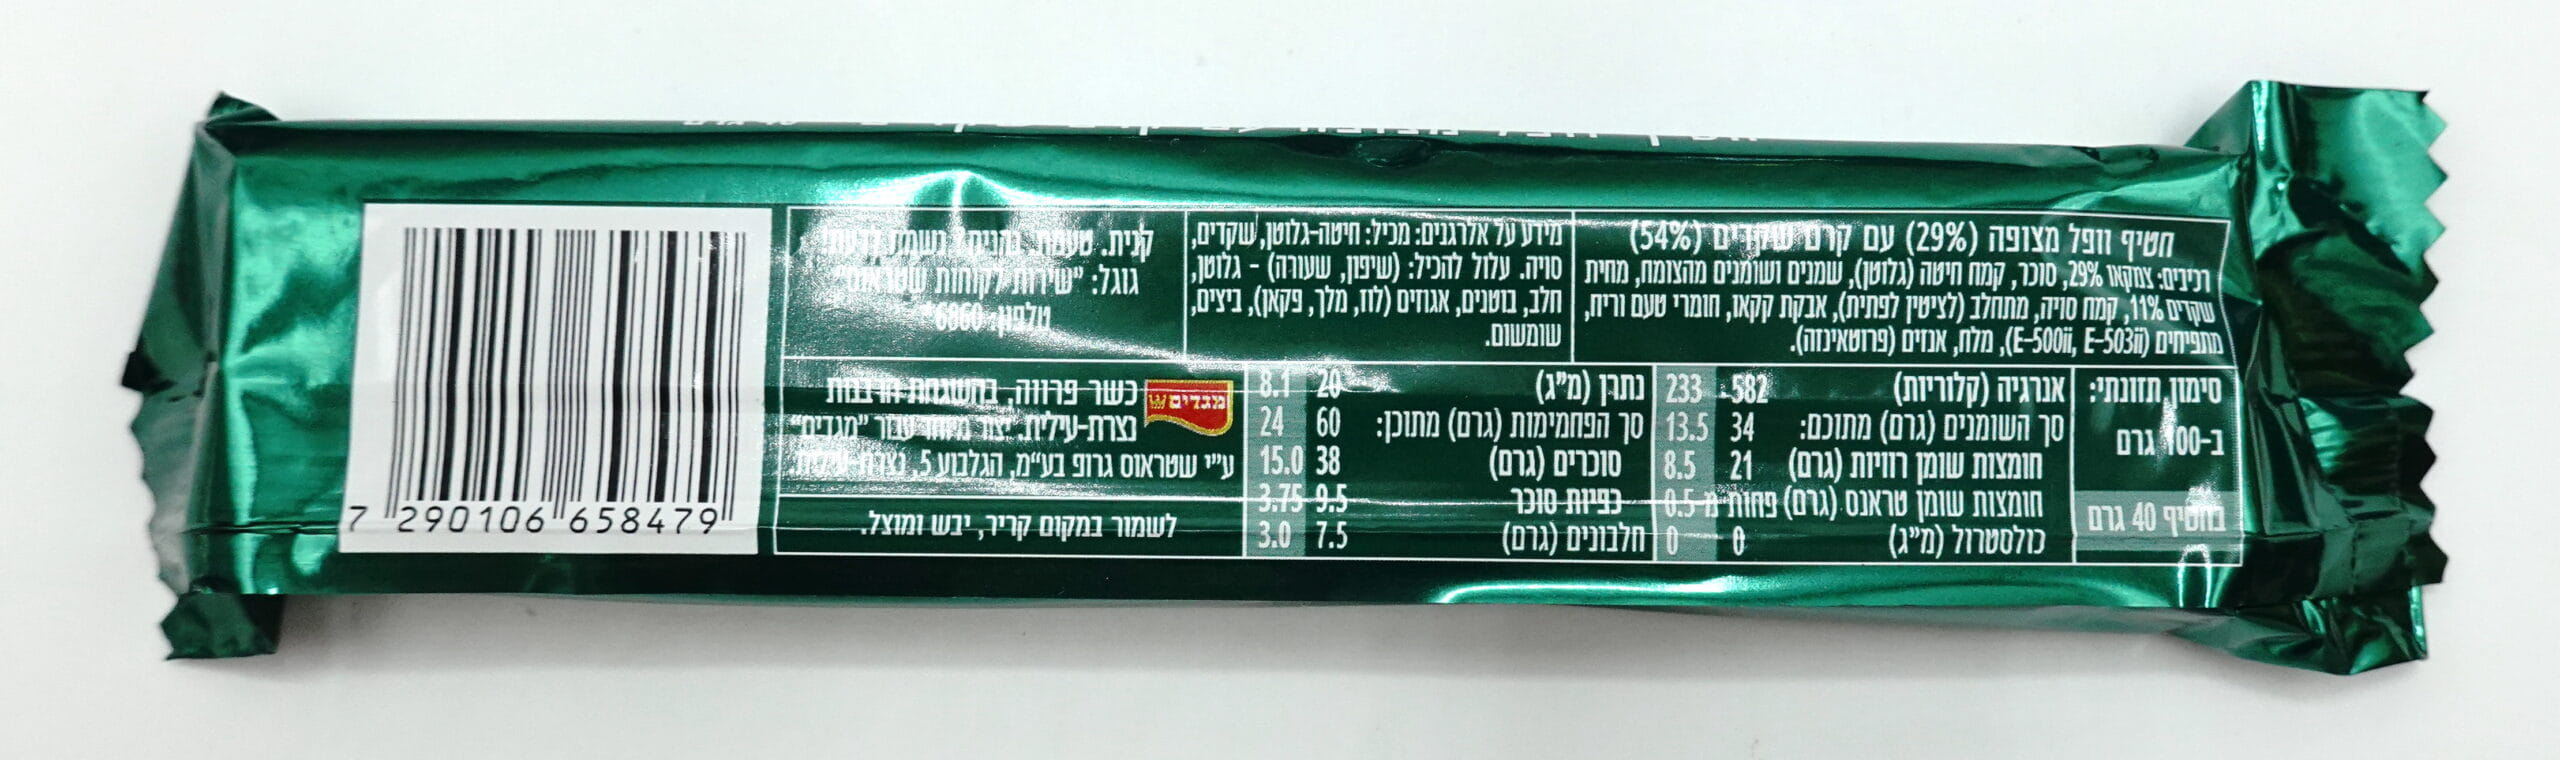 חטיף וופל מצופה (29%) עם קרם שקדים (54%)
רכיבים: צמקאו 29%, סוכר, קמח חיטה (גלוטן), שמנים ושומנים מהצומח, מחית
שקדים 11%, קמח סויה, מתחלב (לציטין לפתית), אבקת קקאו, חומרי טעם וריח,
מתפיחים (E-500ii, E-503ii), מלח, אנזים (פרוטאינזה).
מידע על אלרגנים: מכיל: חיטה-גלוטן, שקדים,
סויה. עלול להכיל: (שיפון, שעורה) - גלוטן,
חלב, בוטנים, אגוזים (לוז, מלך, פקאן), ביצים,
שומשום.
קנית. טעמת. נהנית? נשמח לדעת!
גוגל: "שירות לקוחות שטראוס"
טלפון: 6860*
סימון תזונתי:
ב-100 גרם
בחטיף 40 גרם
אנרגיה (קלוריות) 582 233
סך השומנים (גרם) מתוכם: 34 13.5
חומצות שומן רוויות (גרם) 21 8.5
חומצות שומן טראנס (גרם) פחות מ-0.5
כולסטרול (מ"ג) 0 0
נתרן (מ"ג) 20 8.1
סך הפחמימות (גרם) מתוכן: 60 24
סוכרים (גרם) 38 15.0
כפיות סוכר 9.5 3.75
חלבונים (גרם) 7.5 3.0
מגדים
כשר פרווה. בהשגחת הרבנות
נצרת-עילית. יצור מיוחד עבור "מגדים"
ע"י שטראוס גרופ בע"מ, הגלבוע 5, נצרת-עילית.
לשמור במקום קריר, יבש ומוצל.
7 290106 658479